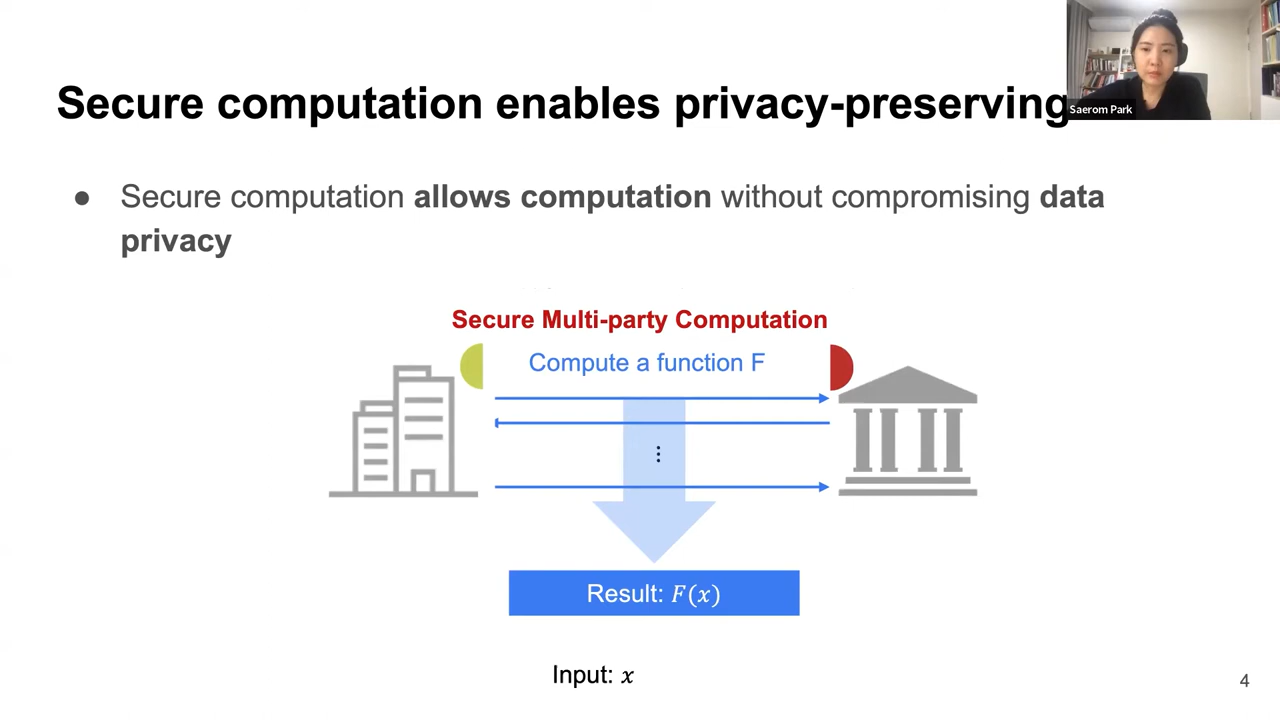 Secure computation enables privacy-preserving
Saerom Park
● Secure computation allows computation without compromising data
privacy
Secure Multi-party Computation
Compute a function F
⋮
Result: F(x)
Input: x
4